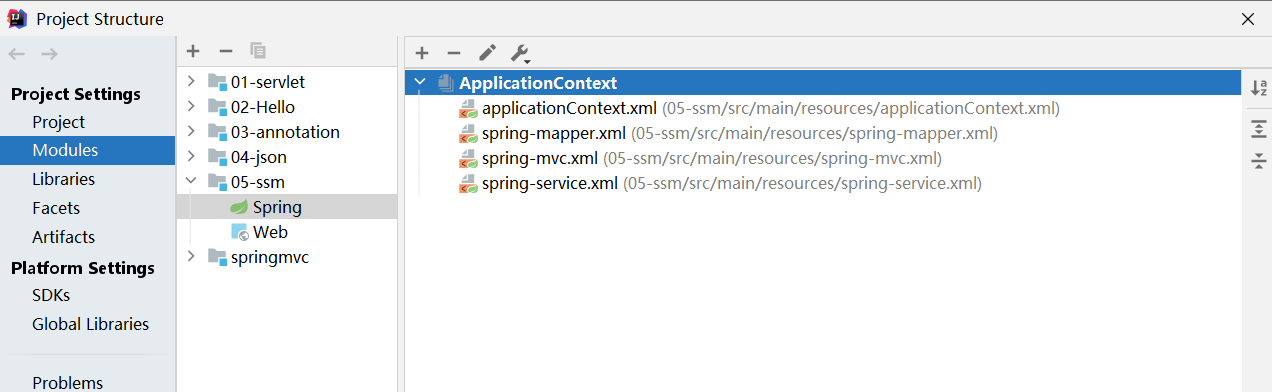 Project Structure
Project Settings
Project
Modules
Libraries
Facets
Artifacts
Platform Settings
SDKs
Global Libraries
Problems
01-servlet
02-Hello
03-annotation
04-json
05-ssm
Spring
Web
springmvc
ApplicationContext
applicationContext.xml (05-ssm/src/main/resources/applicationContext.xml)
spring-mapper.xml (05-ssm/src/main/resources/spring-mapper.xml)
spring-mvc.xml (05-ssm/src/main/resources/spring-mvc.xml)
spring-service.xml (05-ssm/src/main/resources/spring-service.xml)